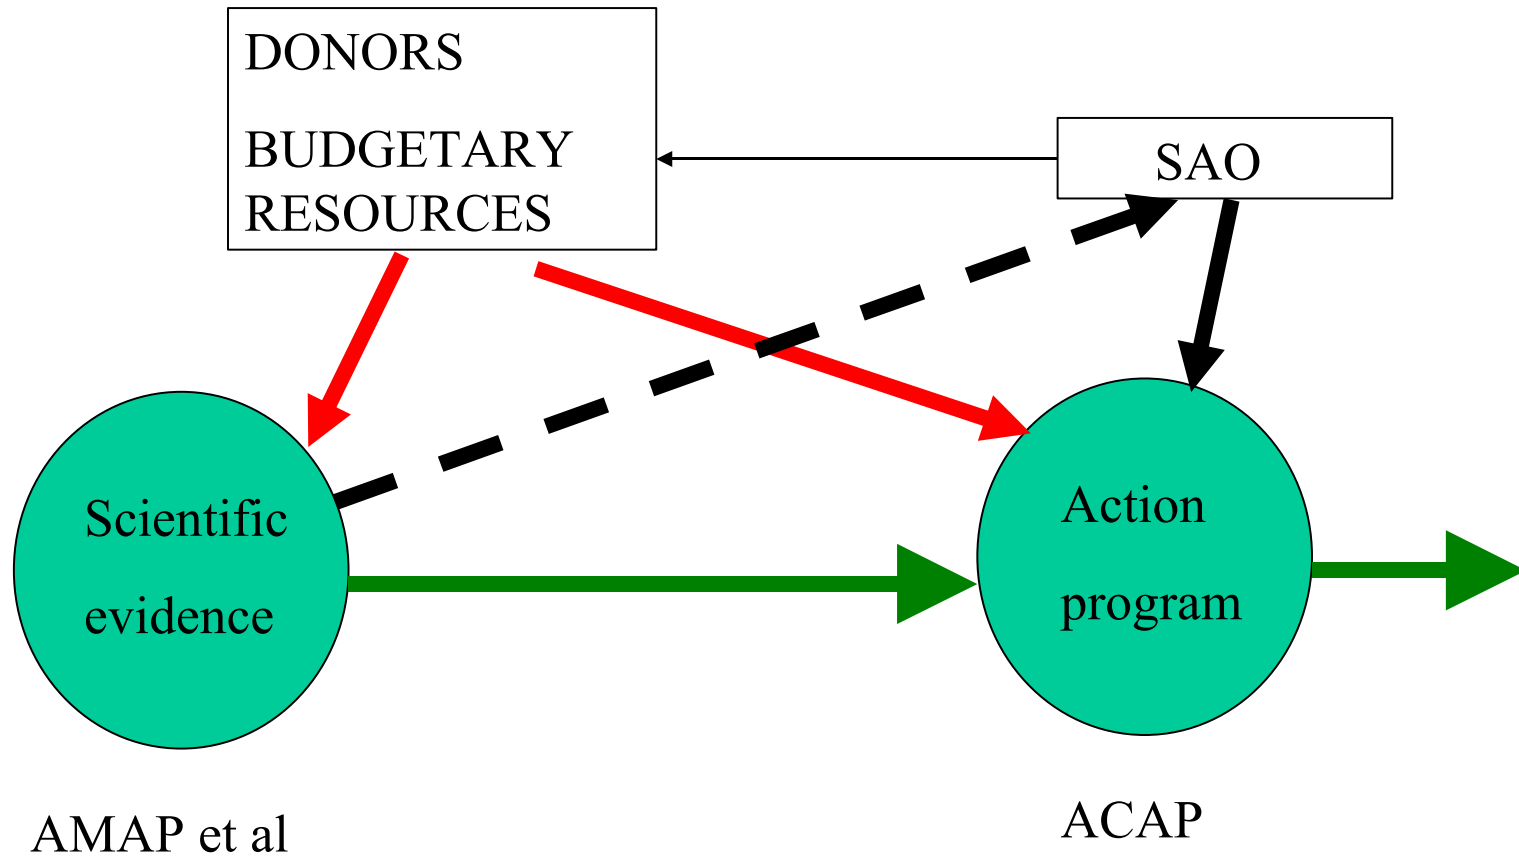 DONORS
BUDGETARY
RESOURCES
SAO
Scientific
evidence
Action
program
AMAP et al
ACAP